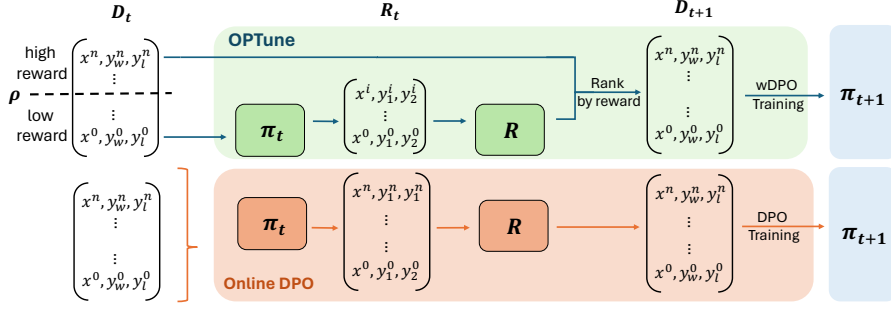 D_t R_t D_{t+1}
OPTune
high reward
ρ
low reward
x^n, y_w^n, y_l^n
⋮
⋮
x^0, y_w^0, y_l^0
π_t
x^i, y_1^i, y_2^i
⋮
x^0, y_1^0, y_2^0
R
Rank by reward
x^n, y_w^n, y_l^n
⋮
⋮
x^0, y_w^0, y_l^0
wDPO
Training
π_{t+1}
x^n, y_w^n, y_l^n
⋮
⋮
x^0, y_w^0, y_l^0
Online DPO
π_t
x^n, y_1^n, y_1^n
⋮
⋮
x^0, y_1^0, y_2^0
R
x^n, y_w^n, y_l^n
⋮
⋮
x^0, y_w^0, y_l^0
DPO
Training
π_{t+1}